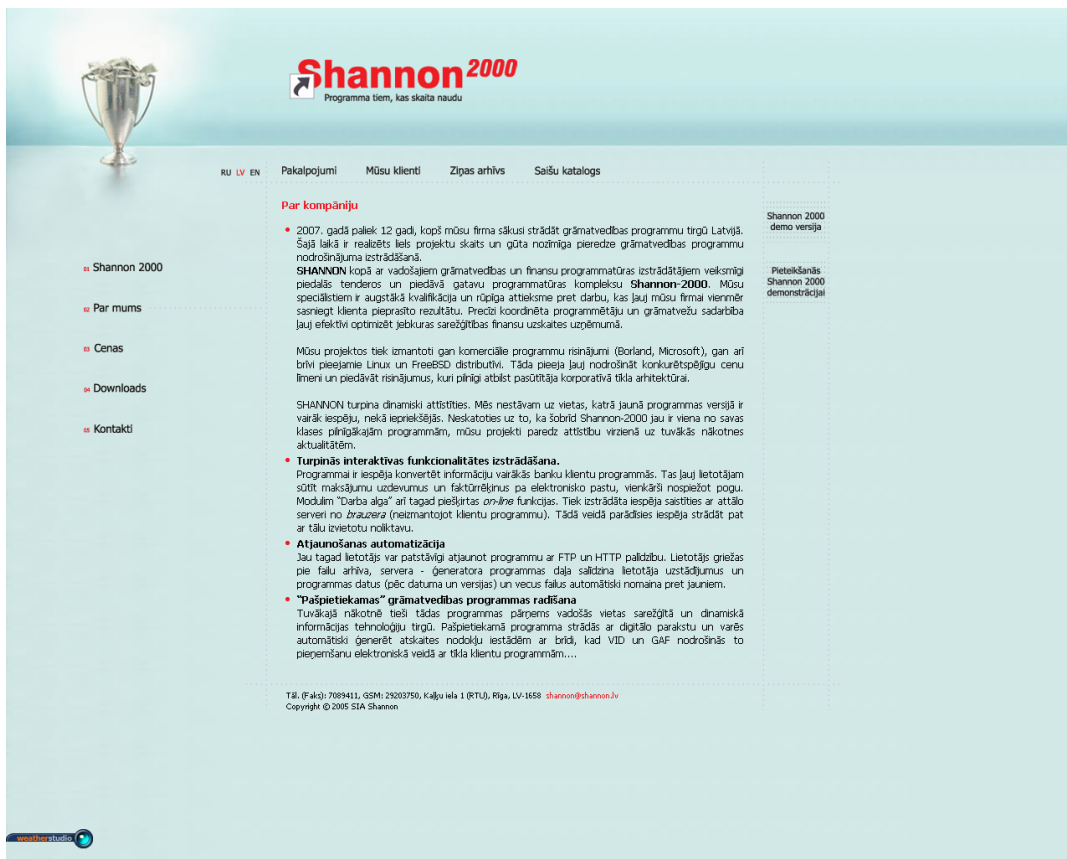 Shannon 2000
Programma tiem, kas skaita naudu
RU LV EN
Pakalpojumi Mūsu klienti Ziņas arhīvs Saišu katalogs
01 Shannon 2000
02 Par mums
03 Cenas
04 Downloads
05 Kontakti
Par kompāniju
• 2007. gadā paliek 12 gadi, kopš mūsu firma sākusi strādāt grāmatvedības programmu tirgū Latvijā.
Šajā laikā ir realizēts liels projektu skaits un gūta nozīmīga pieredze grāmatvedības programmu
nodrošinājuma izstrādāšanā.
SHANNON kopā ar vadošajiem grāmatvedības un finansu programmatūras izstrādātājiem veiksmīgi
piedalās tenderos un piedāvā gatavu programmatūras kompleksu Shannon-2000. Mūsu
speciālistiem ir augstākā kvalifikācija un rūpīga attieksme pret darbu, kas ļauj mūsu firmai vienmēr
sasniegt klienta pieprasīto rezultātu. Precīzi koordinēta programmētāju un grāmatvežu sadarbība
ļauj efektīvi optimizēt jebkuras sarežģītības finansu uzskaites uzņēmumā.
Mūsu projektos tiek izmantoti gan komerciālie programmu risinājumi (Borland, Microsoft), gan arī
brīvi pieejamie Linux un FreeBSD distributīvi. Tāda pieeja ļauj nodrošināt konkurētspējīgu cenu
līmeni un piedāvāt risinājumus, kuri pilnīgi atbilst pasūtītāja korporatīvā tīkla arhitektūrai.
SHANNON turpina dinamiski attīstīties. Mēs nestāvam uz vietas, katrā jaunā programmas versijā ir
vairāk iespēju, nekā iepriekšējās. Neskatoties uz to, ka šobrīd Shannon-2000 jau ir viena no savas
klases pilnīgākajām programmām, mūsu projekti paredz attīstību virzienā uz tuvākās nākotnes
aktualitātēm.
• Turpinās interaktīvas funkcionalitātes izstrādāšana.
Programmai ir iespēja konvertēt informāciju vairākās banku klientu programmās. Tas ļauj lietotājam
sūtīt maksājumu uzdevumus un faktūrrēķinus pa elektronisko pastu, vienkārši nospiežot pogu.
Modulim "Darba alga" arī tagad piešķirtas on-line funkcijas. Tiek izstrādāta iespēja saistīties ar attālo
serveri no brauzera (neizmantojot klientu programmu). Tādā veidā parādīsies iespēja strādāt pat
ar tālu izvietotu noliktavu.
• Atjaunošanas automatizācija
Jau tagad lietotājs var patstāvīgi atjaunot programmu ar FTP un HTTP palīdzību. Lietotājs griežas
pie failu arhīva, servera - ģeneratora programmas daļa salīdzina lietotāja uzstādījumus un
programmas datus (pēc datuma un versijas) un vecus failus automātiski nomaina pret jauniem.
• "Pašpietiekamas" grāmatvedības programmas radīšana
Tuvākajā nākotnē tieši tādas programmas pārņems vadošās vietas sarežģītā un dinamiskā
informācijas tehnoloģiju tirgū. Pašpietiekamā programma strādās ar digitālo parakstu un varēs
automātiski ģenerēt atskaites nodokļu iestādēm ar brīdi, kad VID un GAF nodrošinās to
pieņemšanu elektroniskā veidā ar tīkla klientu programmām....
Shannon 2000
demo versija
Pieteikšanās
Shannon 2000
demonstrācijai
Tāl. (Faks): 7089411, GSM: 29203750, Kaļķu iela 1 (RTU), Rīga, LV-1658 shannon@shannon.lv
Copyright © 2005 SIA Shannon
weatherstudio